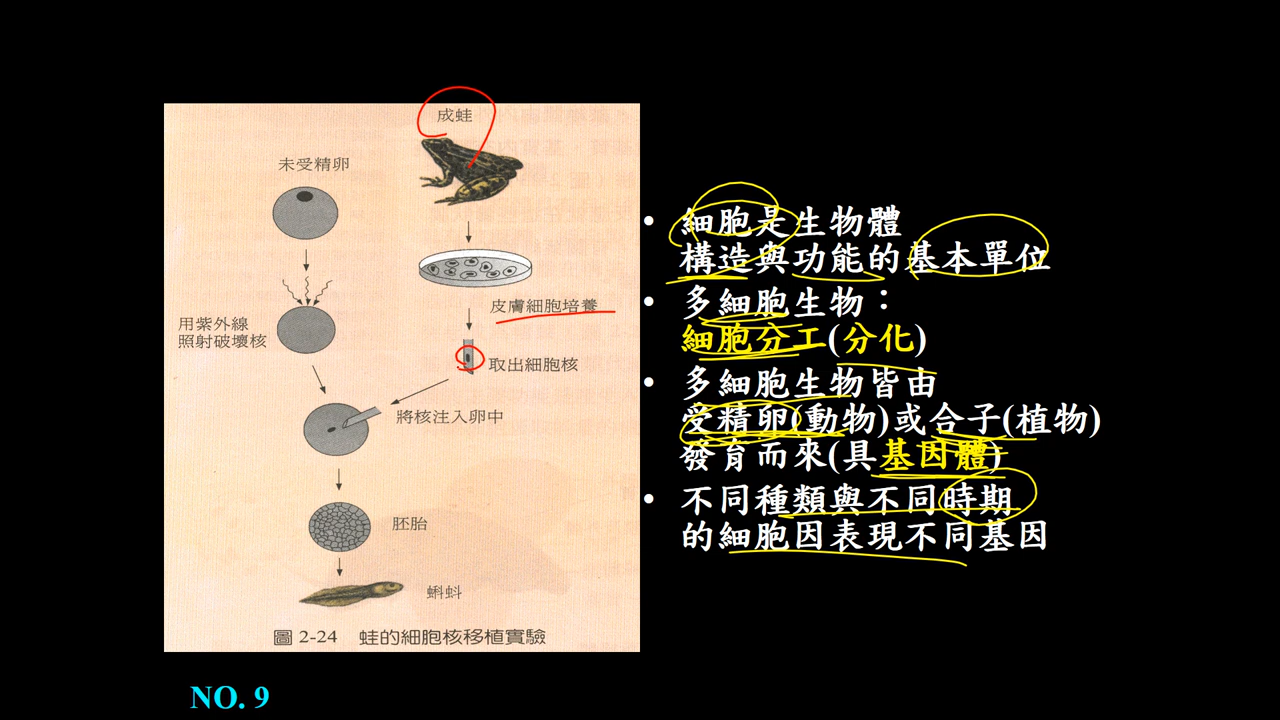 成蛙
未受精卵
皮膚細胞培養
用紫外線
照射破壞核
取出細胞核
將核注入卵中
胚胎
蝌蚪
圖 2-24 蛙的細胞核移植實驗
• 細胞是生物體
構造與功能的基本單位
• 多細胞生物：
細胞分工(分化)
• 多細胞生物皆由
受精卵(動物)或合子(植物)
發育而來(具基因體)
• 不同種類與不同時期
的細胞因表現不同基因
NO. 9